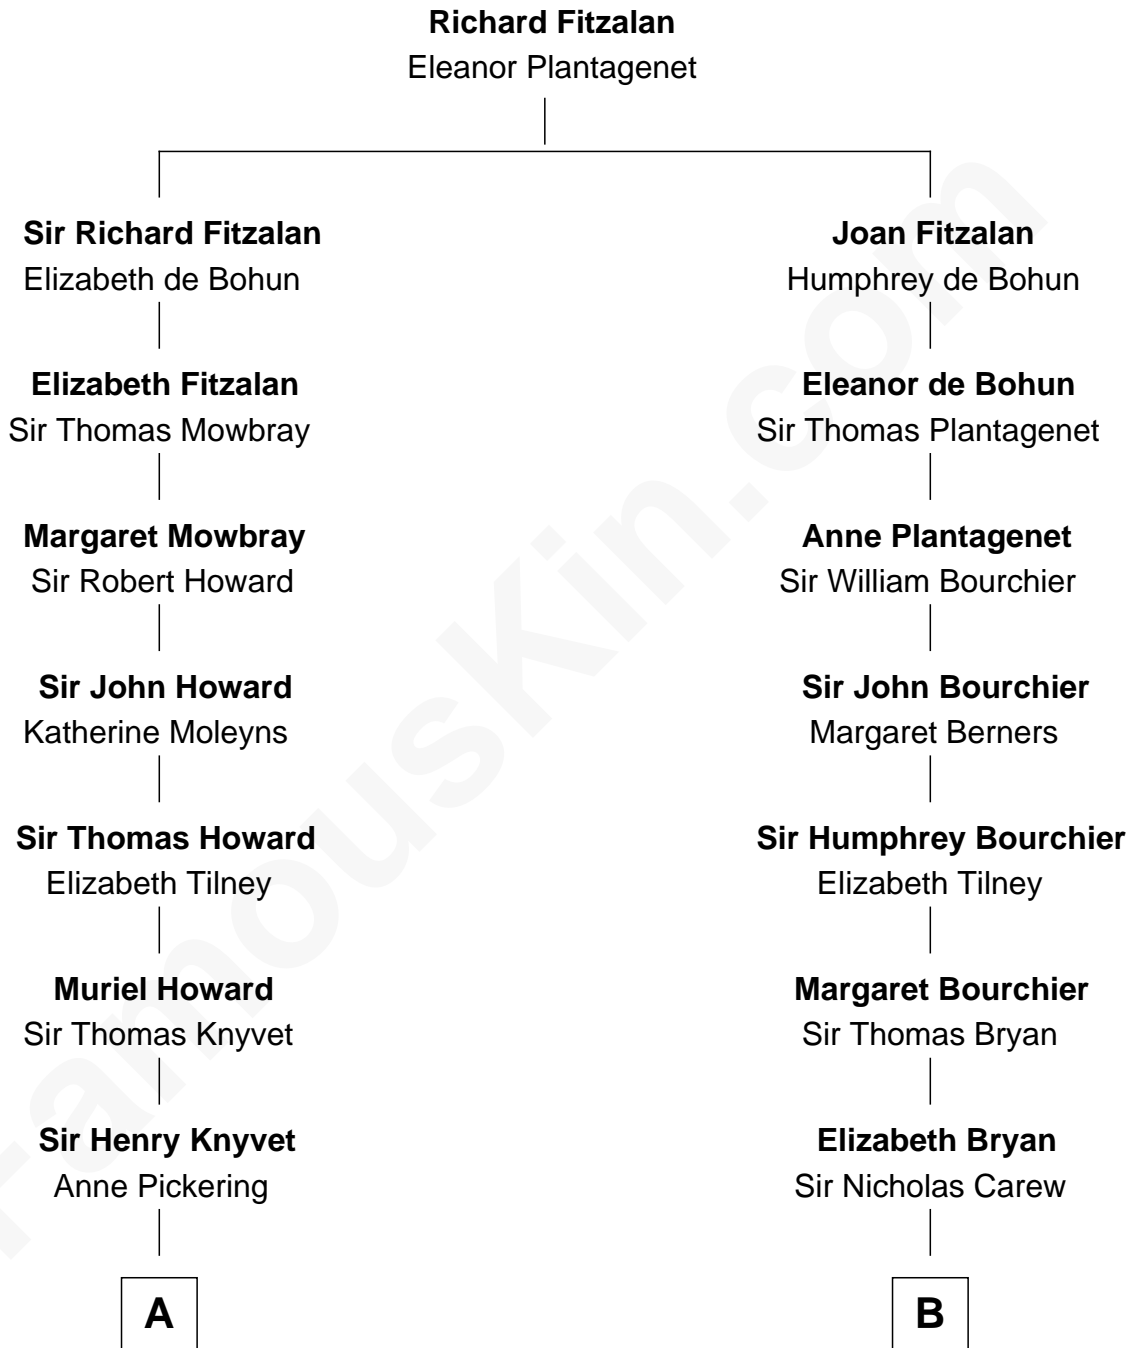 Richard Fitzalan
Eleanor Plantagenet
Sir Richard Fitzalan
Elizabeth de Bohun
Joan Fitzalan
Humphrey de Bohun
Elizabeth Fitzalan
Sir Thomas Mowbray
Eleanor de Bohun
Sir Thomas Plantagenet
Margaret Mowbray
Sir Robert Howard
Anne Plantagenet
Sir William Bourchier
Sir John Howard
Katherine Moleyns
Sir John Bourchier
Margaret Berners
Sir Thomas Howard
Elizabeth Tilney
Sir Humphrey Bourchier
Elizabeth Tilney
Muriel Howard
Sir Thomas Knyvet
Margaret Bourchier
Sir Thomas Bryan
Sir Henry Knyvet
Anne Pickering
Elizabeth Bryan
Sir Nicholas Carew
A
B
FamousKin.com